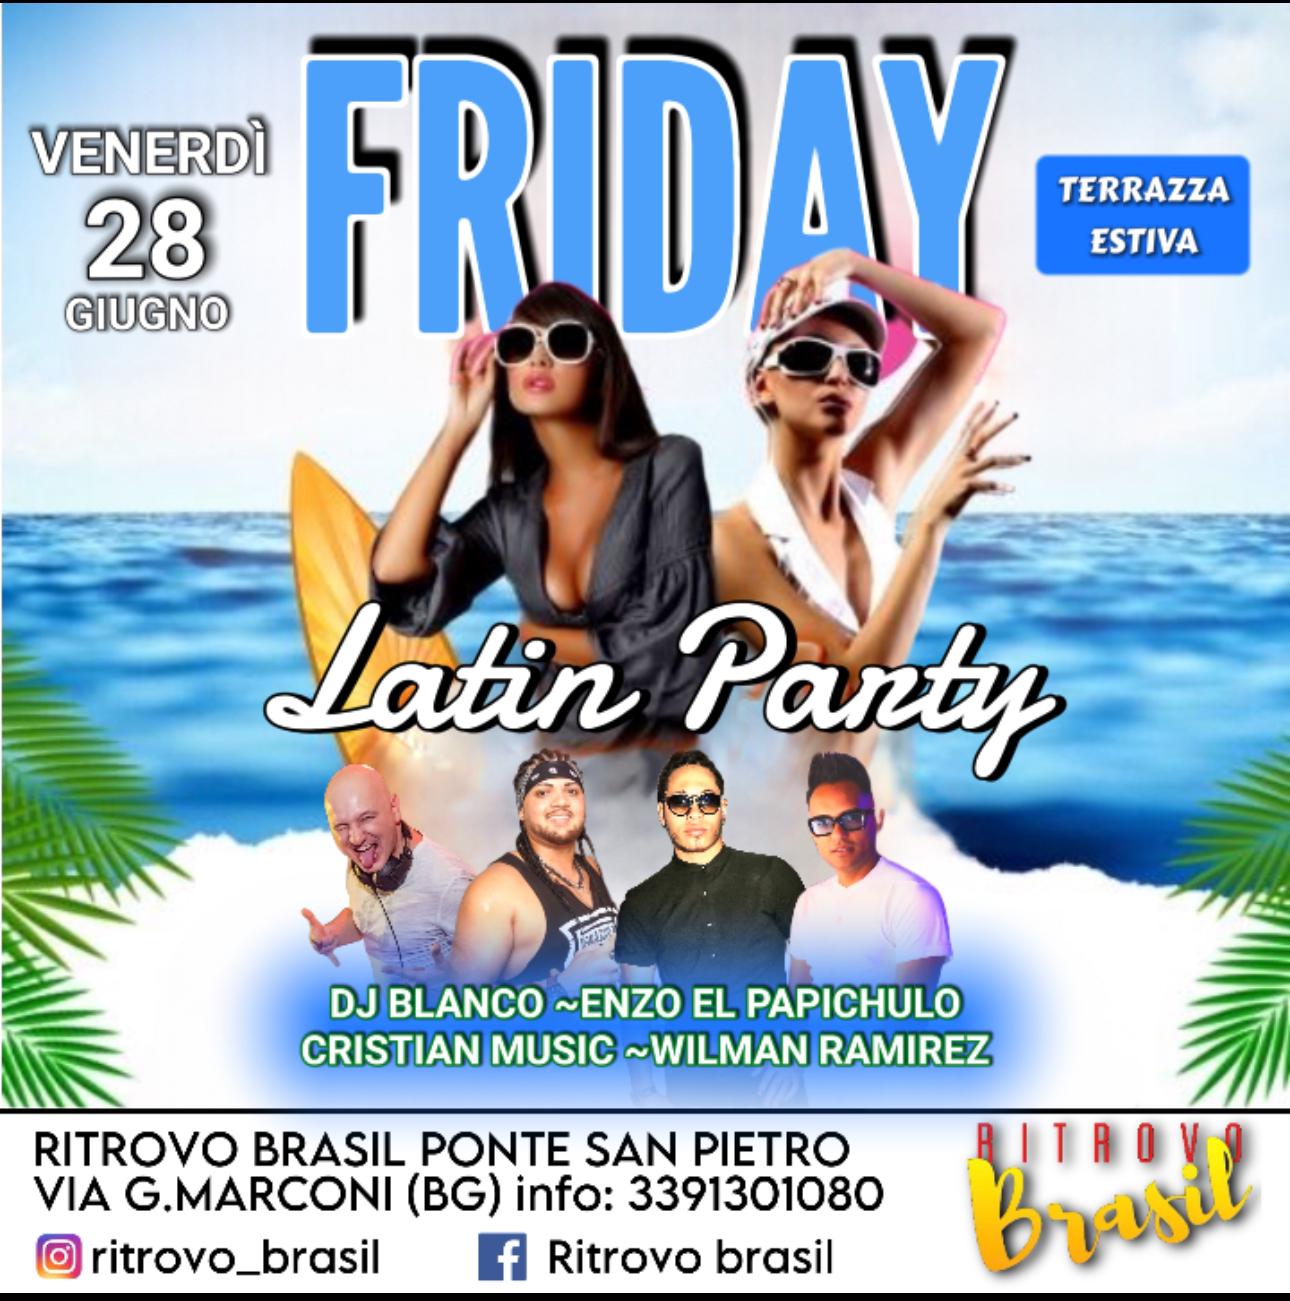 FRIDAY
VENERDÌ
28
GIUGNO
TERRAZZA
ESTIVA
Latin Party
DJ BLANCO ~ENZO EL PAPICHULO
CRISTIAN MUSIC ~WILMAN RAMIREZ
RITROVO BRASIL PONTE SAN PIETRO
VIA G.MARCONI (BG) info: 3391301080
ritrovo_brasil
Ritrovo brasil
RITROVO
Brasil